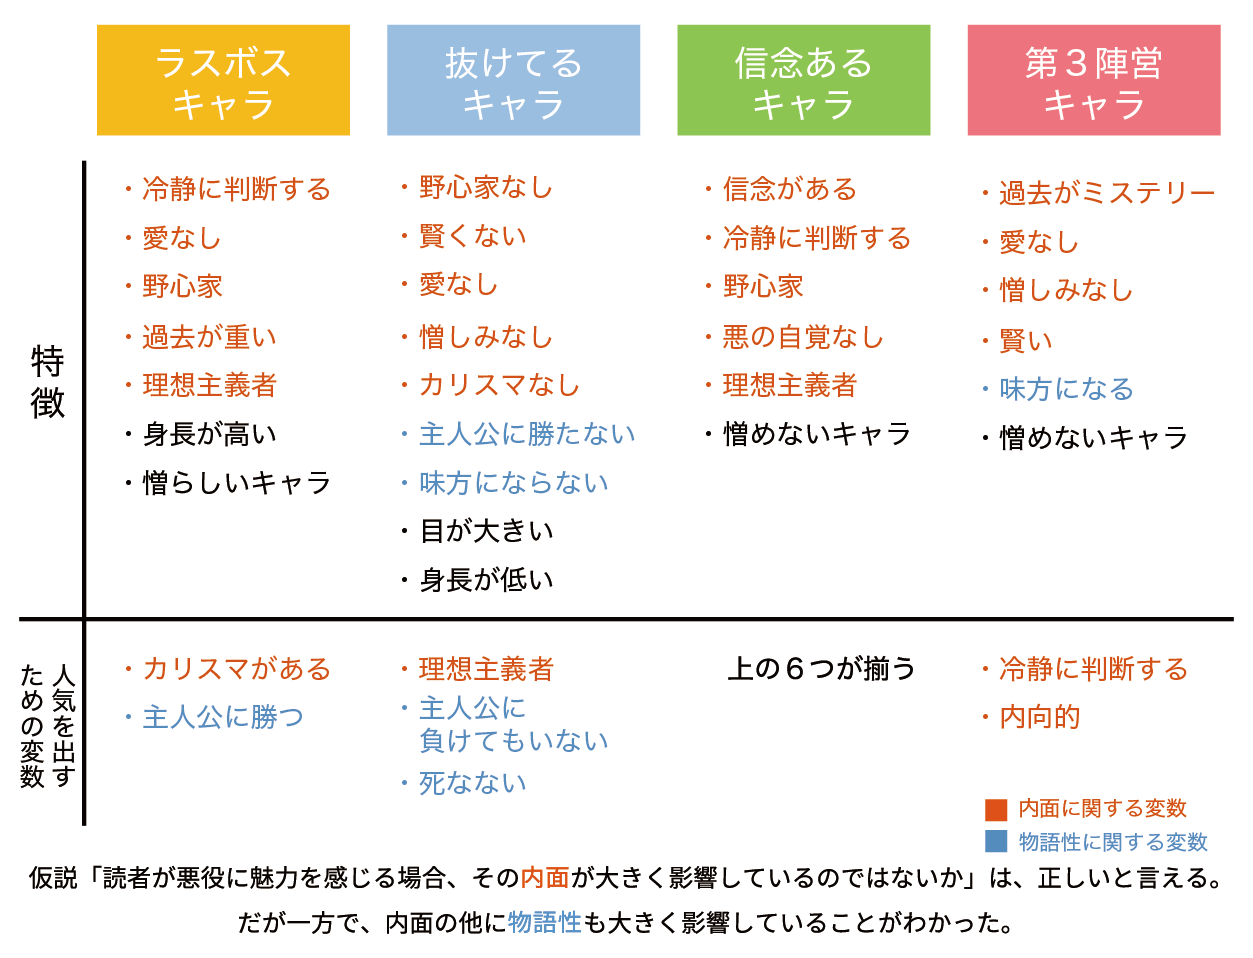 ラスボス
キャラ
抜けてる
キャラ
信念ある
キャラ
第３陣営
キャラ
特徴
・冷静に判断する
・愛なし
・野心家
・過去が重い
・理想主義者
・身長が高い
・憎らしいキャラ
・野心家なし
・賢くない
・愛なし
・憎しみなし
・カリスマなし
・主人公に勝たない
・味方にならない
・目が大きい
・身長が低い
・信念がある
・冷静に判断する
・野心家
・悪の自覚なし
・理想主義者
・憎めないキャラ
・過去がミステリー
・愛なし
・憎しみなし
・賢い
・味方になる
・憎めないキャラ
人気を出す
ための変数
・カリスマがある
・主人公に勝つ
・理想主義者
・主人公に
負けてもいない
・死なない
上の６つが揃う
・冷静に判断する
・内向的
内面に関する変数
物語性に関する変数
仮説「読者が悪役に魅力を感じる場合、その内面が大きく影響しているのではないか」は、正しいと言える。
だが一方で、内面の他に物語性も大きく影響していることがわかった。